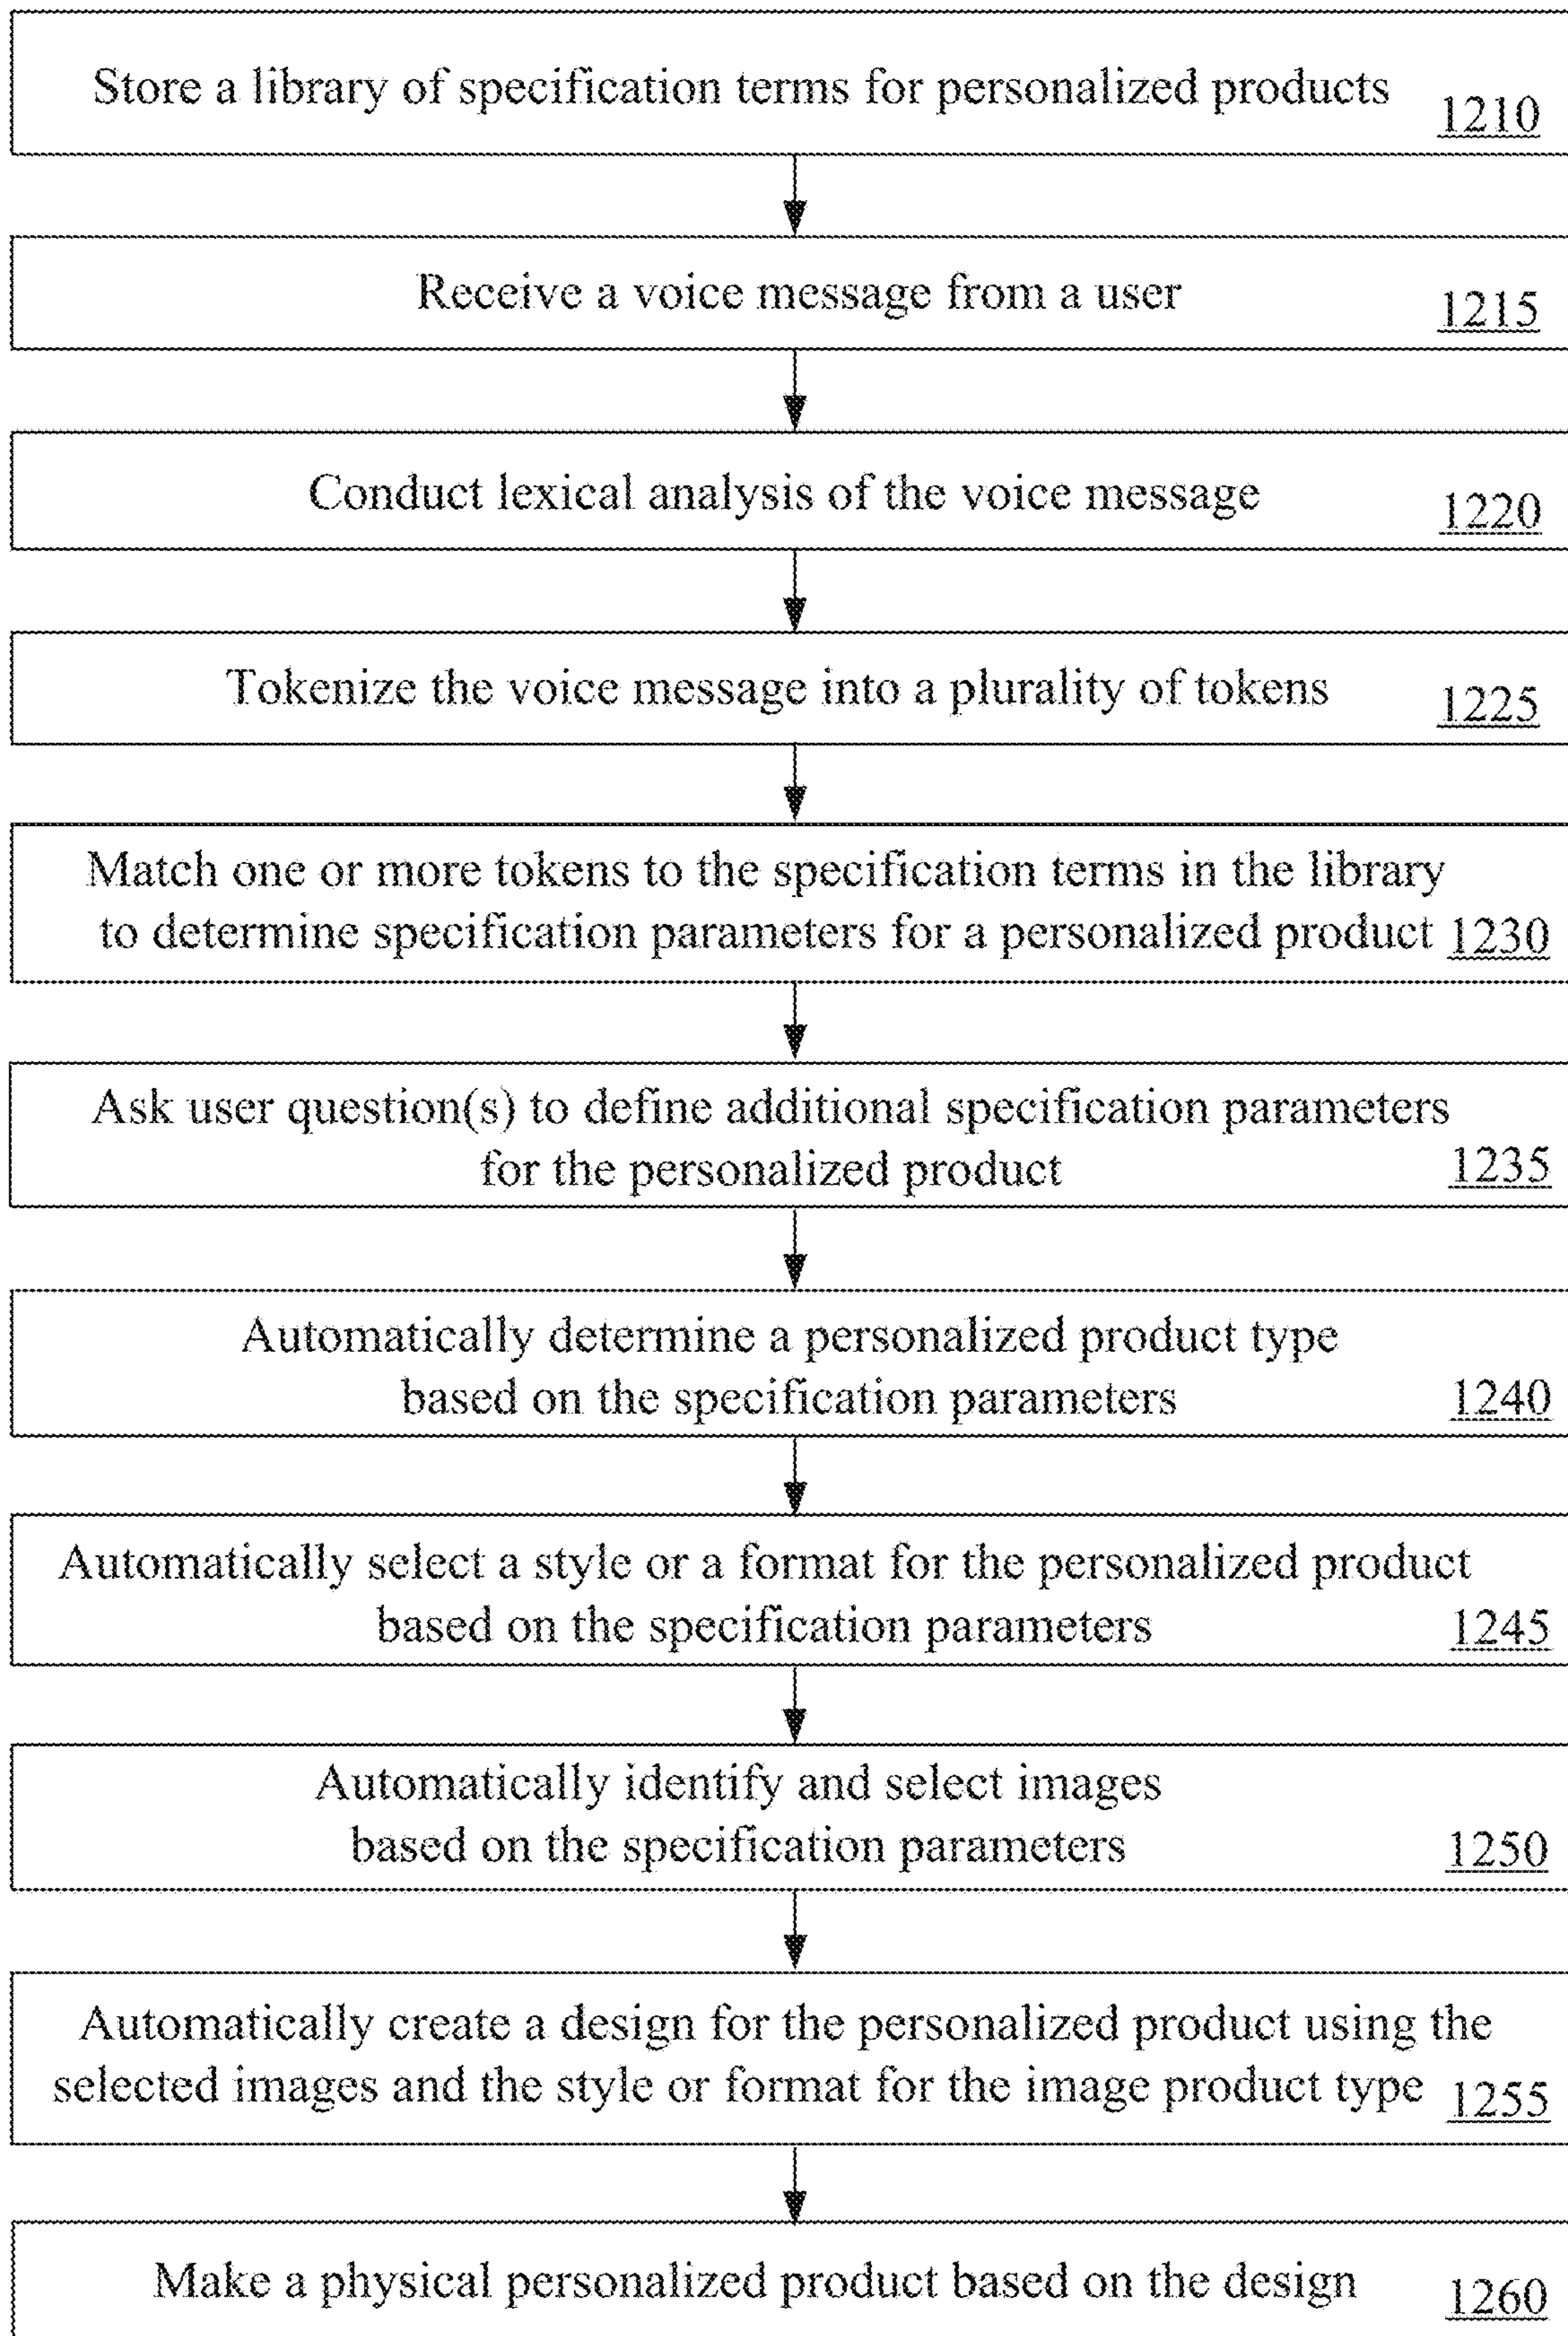 Store a library of specification terms for personalized products 1210
Receive a voice message from a user 1215
Conduct lexical analysis of the voice message 1220
Tokenize the voice message into a plurality of tokens 1225
Match one or more tokens to the specification terms in the library
to determine specification parameters for a personalized product 1230
Ask user question(s) to define additional specification parameters
for the personalized product 1235
Automatically determine a personalized product type
based on the specification parameters 1240
Automatically select a style or a format for the personalized product
based on the specification parameters 1245
Automatically identify and select images
based on the specification parameters 1250
Automatically create a design for the personalized product using the
selected images and the style or format for the image product type 1255
Make a physical personalized product based on the design 1260